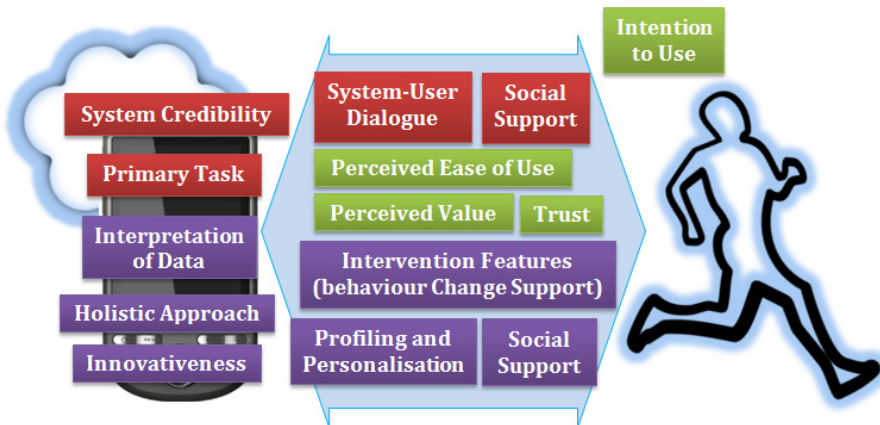 Intention
to Use
System Credibility
Primary Task
Interpretation
of Data
Holistic Approach
Innovativeness
System-User
Dialogue
Social
Support
Perceived Ease of Use
Perceived Value
Trust
Intervention Features
(behaviour Change Support)
Profiling and
Personalisation
Social
Support